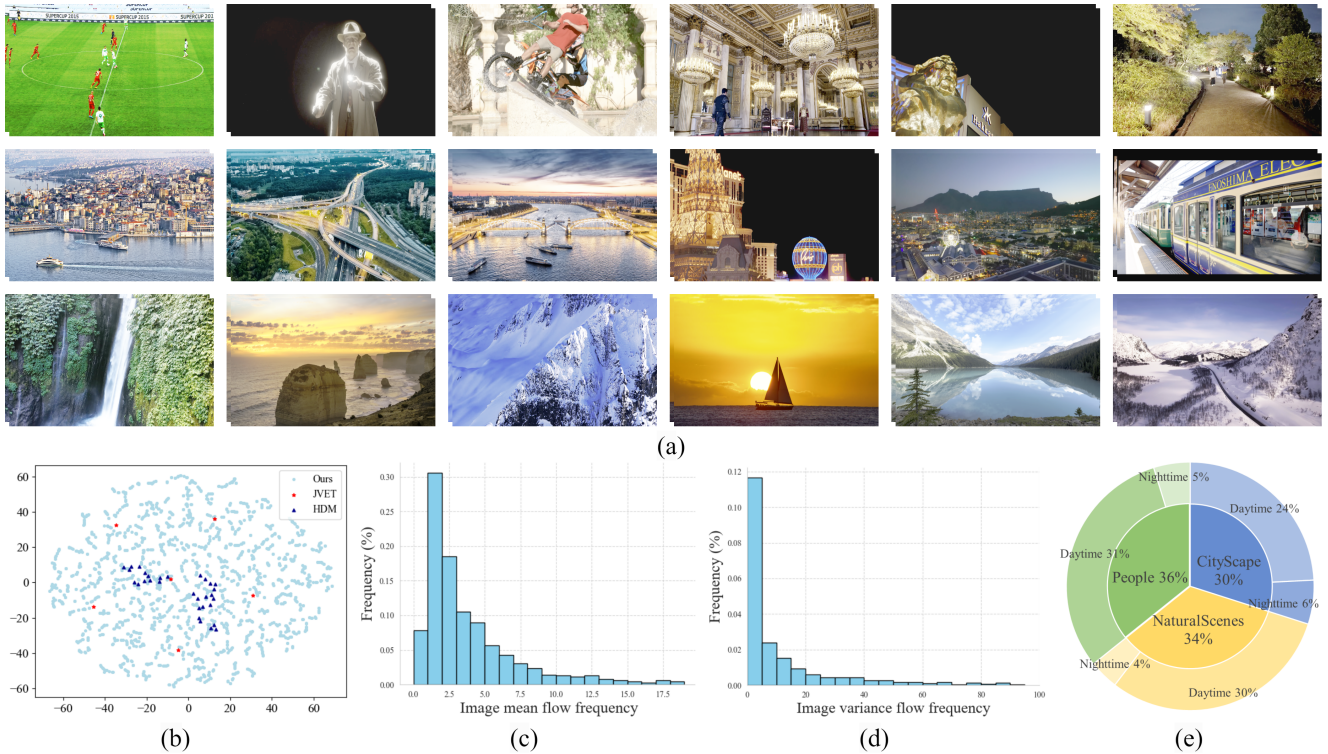 SUPERCUP 2015
SUPERCUP 2015
SUPERCUP 201
ENOSHIMA ELEC
ph
(a)
Ours
JVET
HDM
60
40
20
0
−20
−40
−60
−60
−40
−20
0
20
40
60
(b)
Frequency (%)
0.30
0.25
0.20
0.15
0.10
0.05
0.00
0.0
2.5
5.0
7.5
10.0
12.5
15.0
17.5
Image mean flow frequency
(c)
Frequency (%)
0.12
0.10
0.08
0.06
0.04
0.02
0.00
0
20
40
60
80
100
Image variance flow frequency
(d)
Nighttime 5%
Daytime 24%
Daytime 31%
People 36%
CityScape
30%
Nighttime 6%
NaturalScenes
34%
Nighttime 4%
Daytime 30%
(e)